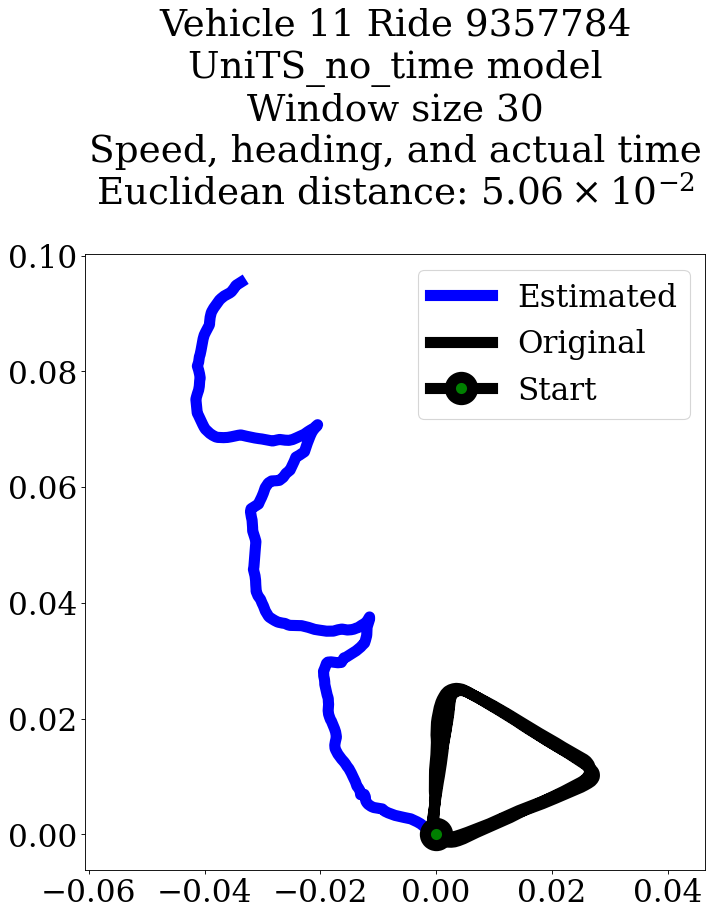 Vehicle 11 Ride 9357784
UniTS_no_time model
Window size 30
Speed, heading, and actual time
Euclidean distance: 5.06 × 10⁻²
Estimated
Original
Start
0.10
0.08
0.06
0.04
0.02
0.00
−0.06 −0.04 −0.02 0.00 0.02 0.04